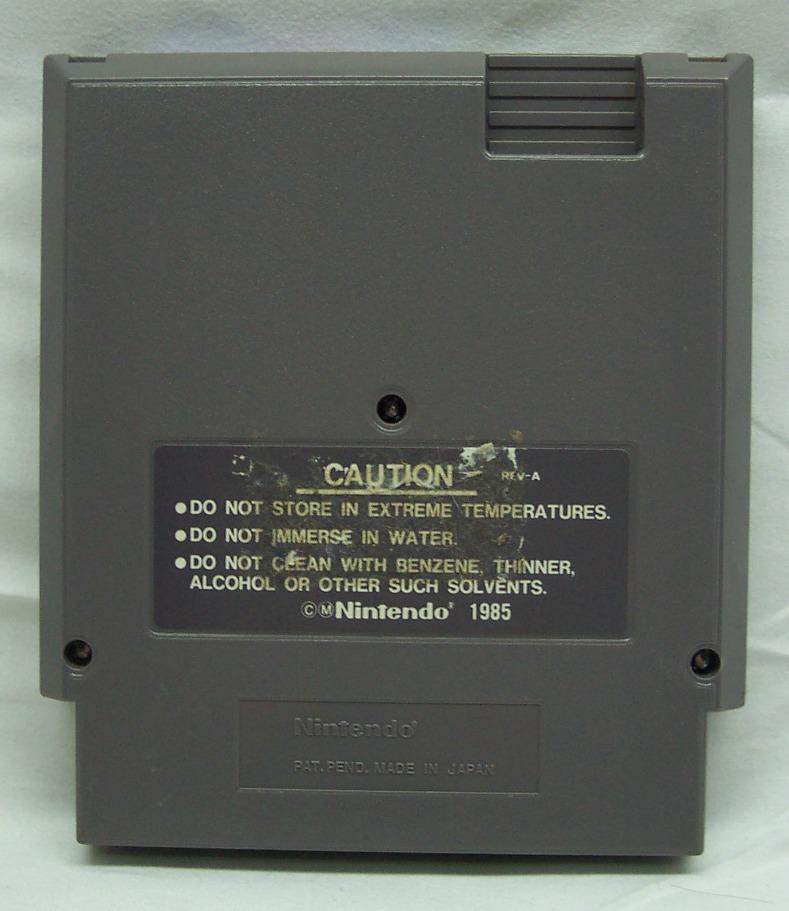 CAUTION REV-A
●DO NOT STORE IN EXTREME TEMPERATURES.
●DO NOT IMMERSE IN WATER.
●DO NOT CLEAN WITH BENZENE, THINNER,
ALCOHOL OR OTHER SUCH SOLVENTS.
©ⓂNintendo® 1985
Nintendo®
PAT. PEND. MADE IN JAPAN